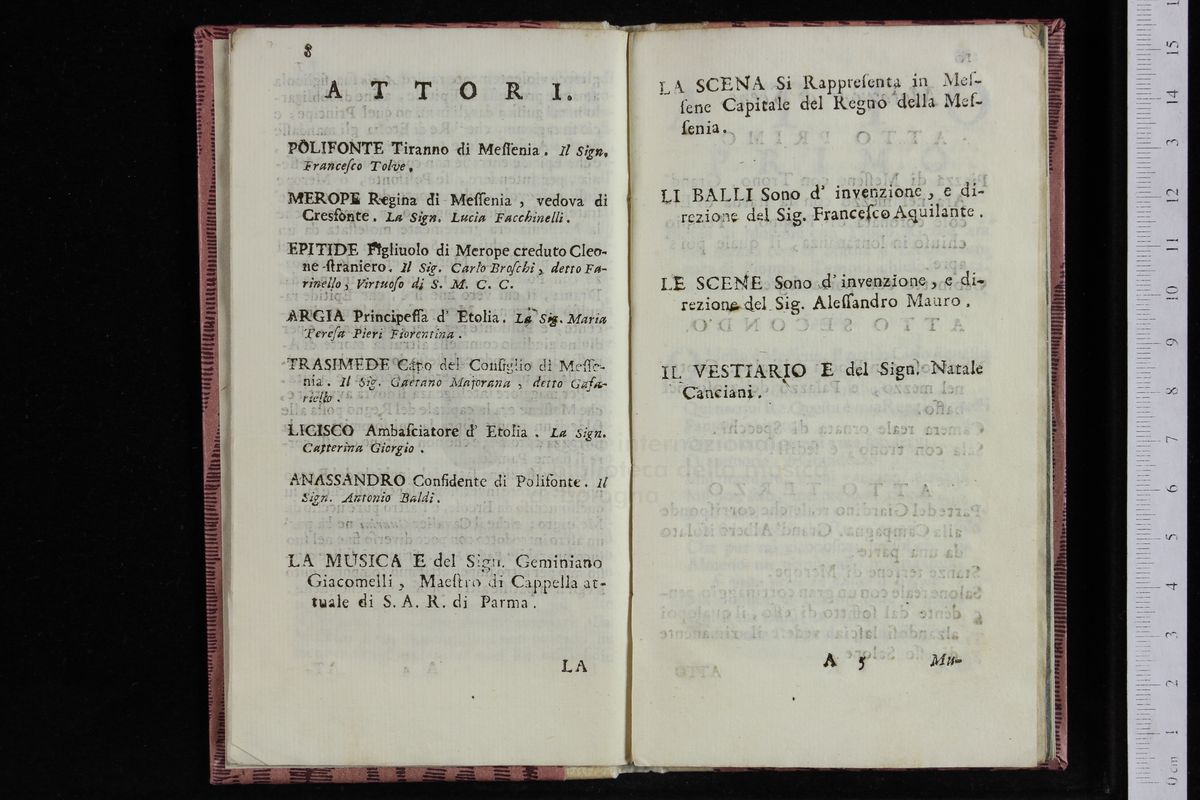 8
ATTORI.
POLIFONTE Tiranno di Meſſenia. Il Sign.
Franceſco Tolve.
MEROPE Regina di Meſſenia, vedova di
Cresfonte. La Sign. Lucia Facchinelli.
EPITIDE Figliuolo di Merope creduto Cleo-
ne ſtraniero. Il Sig. Carlo Broſchi, detto Fa-
rinello, Virtuoſo di S. M. C. C.
ARGIA Principeſſa d' Etolia. La Sig. Maria
Tereſa Pieri Fiorentina.
TRASIMEDE Capo del Conſiglio di Meſſe-
nia. Il Sig. Gaetano Majorana, detto Gafa-
riello.
LICISCO Ambaſciatore d' Etolia. La Sign.
Catterina Giorgio.
ANASSANDRO Confidente di Polifonte. Il
Sign. Antonio Baldi.
LA MUSICA E del Sign. Geminiano
Giacomelli, Maeſtro di Cappella at-
tuale di S. A. R. di Parma.
LA
LA SCENA Si Rappreſenta in Meſ-
ſene Capitale del Regno della Meſ-
ſenia.
LI BALLI Sono d' invenzione, e di-
rezione del Sig. Franceſco Aquilante.
LE SCENE Sono d' invenzione, e di-
rezione del Sig. Aleſſandro Mauro.
IL VESTIARIO E del Sign. Natale
Canciani.
A 5 Mu-